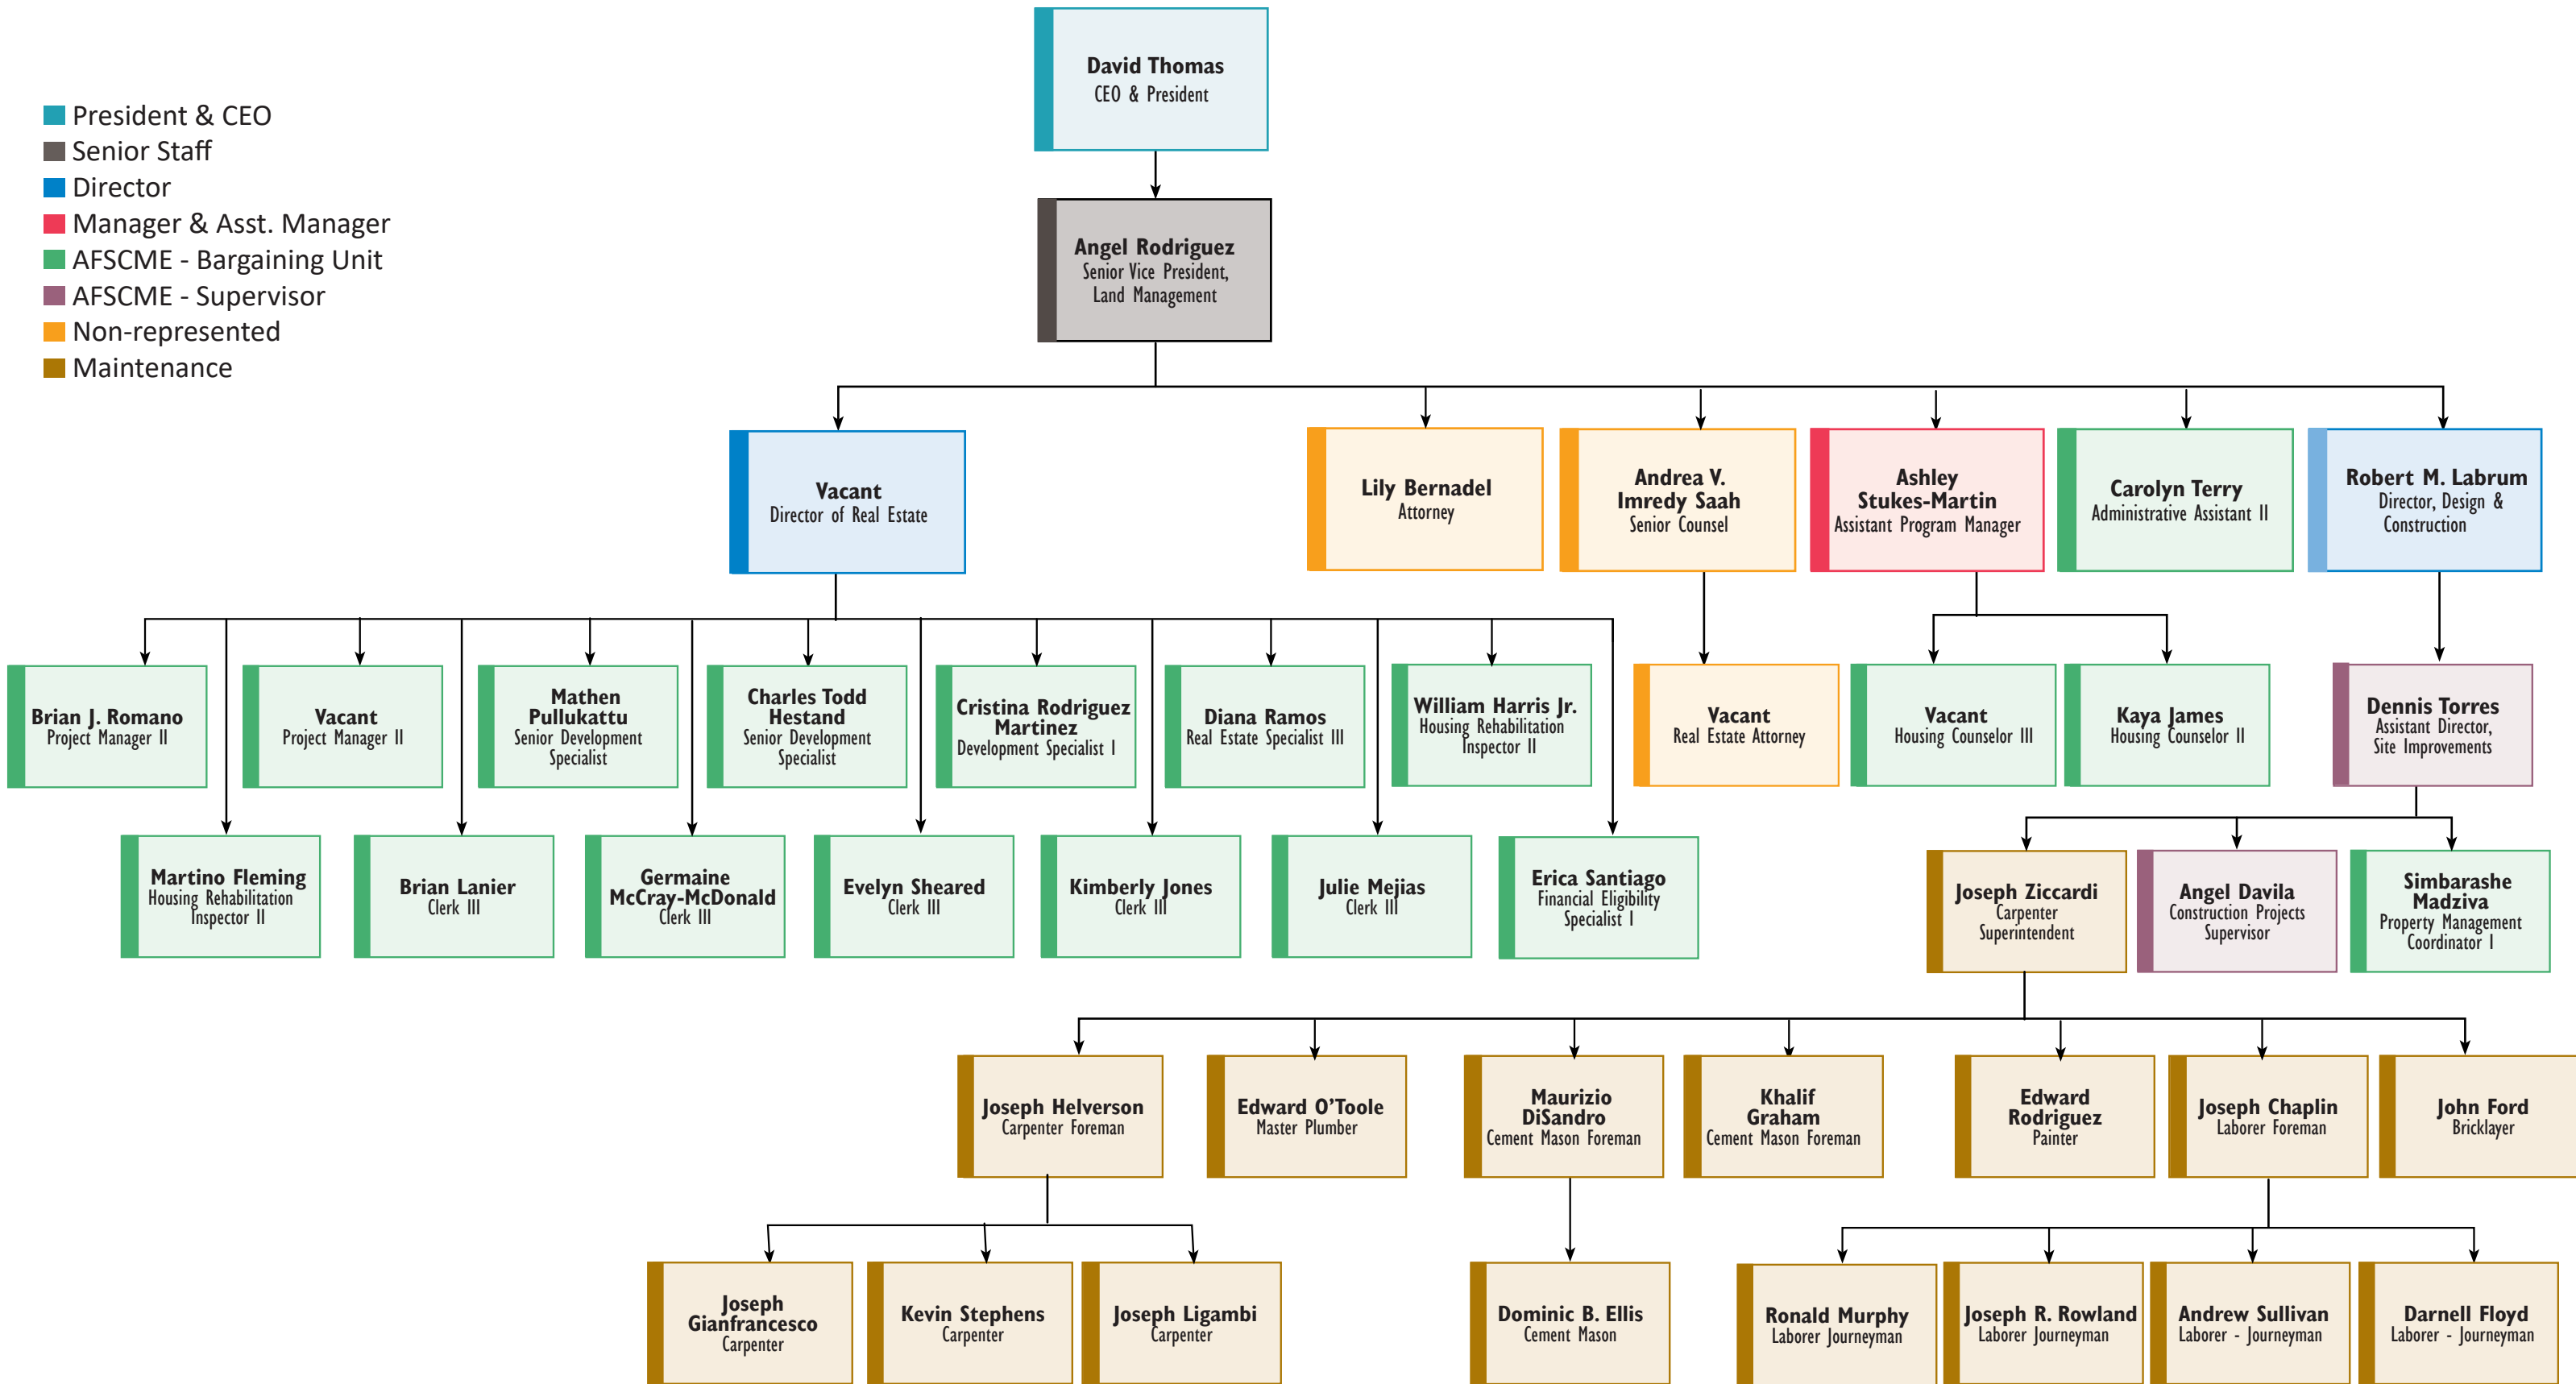 David Thomas
CEO & President
President & CEO
Senior Staff
Director
Manager & Asst. Manager
AFSCME - Bargaining Unit
AFSCME - Supervisor
Non-represented
Maintenance
Angel Rodriguez
Senior Vice President,
Land Management
Vacant
Director of Real Estate
Lily Bernadel
Attorney
Andrea V.
Imredy Saah
Senior Counsel
Ashley
Stukes-Martin
Assistant Program Manager
Carolyn Terry
Administrative Assistant II
Robert M. Labrum
Director, Design &
Construction
Brian J. Romano
Project Manager II
Vacant
Project Manager II
Mathen
Pullukattu
Senior Development
Specialist
Charles Todd
Hestand
Senior Development
Specialist
Cristina Rodriguez
Martinez
Development Specialist I
Diana Ramos
Real Estate Specialist III
William Harris Jr.
Housing Rehabilitation
Inspector II
Vacant
Real Estate Attorney
Vacant
Housing Counselor III
Kaya James
Housing Counselor II
Dennis Torres
Assistant Director,
Site Improvements
Martino Fleming
Housing Rehabilitation
Inspector II
Brian Lanier
Clerk III
Germaine
McCray-McDonald
Clerk III
Evelyn Sheared
Clerk III
Kimberly Jones
Clerk III
Julie Mejias
Clerk III
Erica Santiago
Financial Eligibility
Specialist I
Joseph Ziccardi
Carpenter
Superintendent
Angel Davila
Construction Projects
Supervisor
Simbarashe
Madziva
Property Management
Coordinator I
Joseph Helverson
Carpenter Foreman
Edward O'Toole
Master Plumber
Maurizio
DiSandro
Cement Mason Foreman
Khalif
Graham
Cement Mason Foreman
Edward
Rodriguez
Painter
Joseph Chaplin
Laborer Foreman
John Ford
Bricklayer
Joseph
Gianfrancesco
Carpenter
Kevin Stephens
Carpenter
Joseph Ligambi
Carpenter
Dominic B. Ellis
Cement Mason
Ronald Murphy
Laborer Journeyman
Joseph R. Rowland
Laborer Journeyman
Andrew Sullivan
Laborer - Journeyman
Darnell Floyd
Laborer - Journeyman